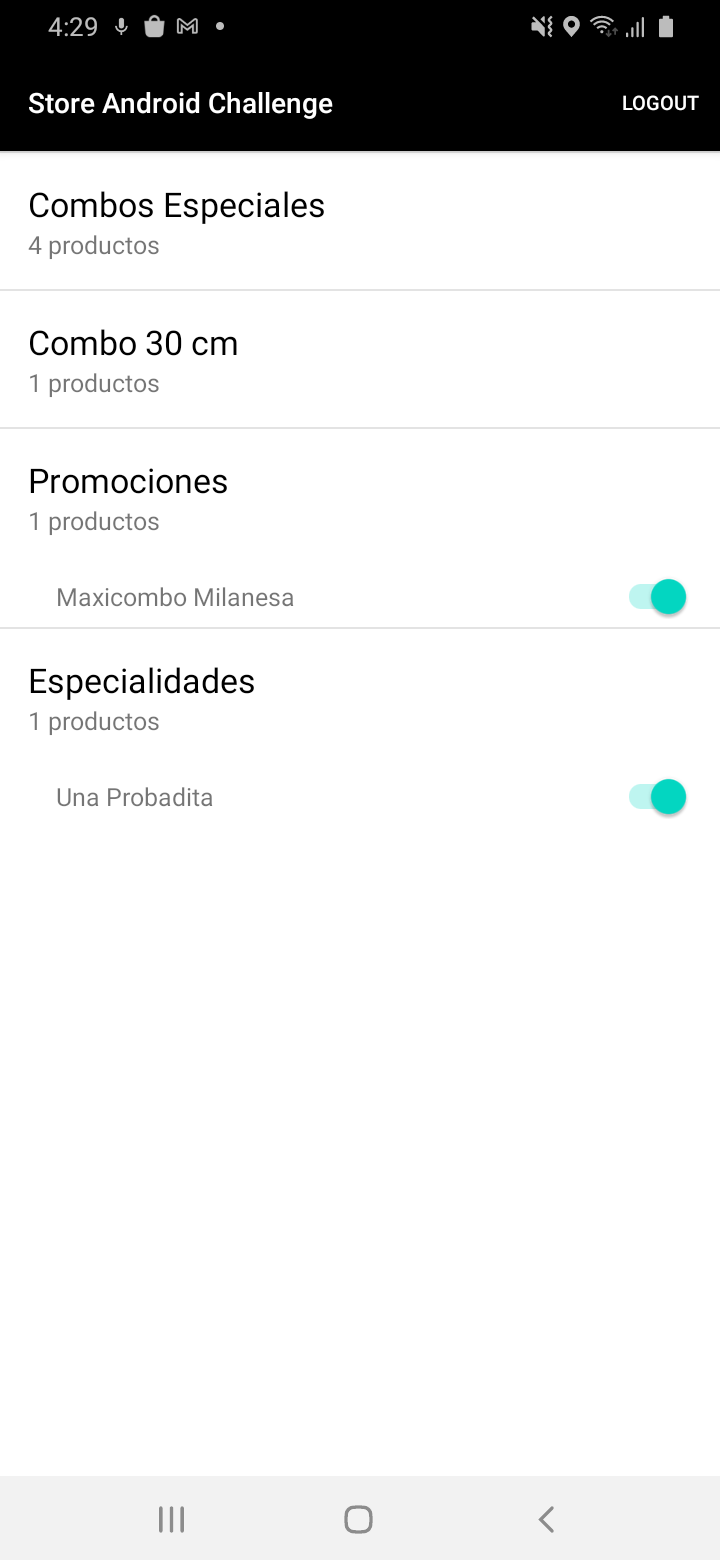 4:29
Store Android Challenge LOGOUT
Combos Especiales
4 productos
Combo 30 cm
1 productos
Promociones
1 productos
Maxicombo Milanesa
Especialidades
1 productos
Una Probadita